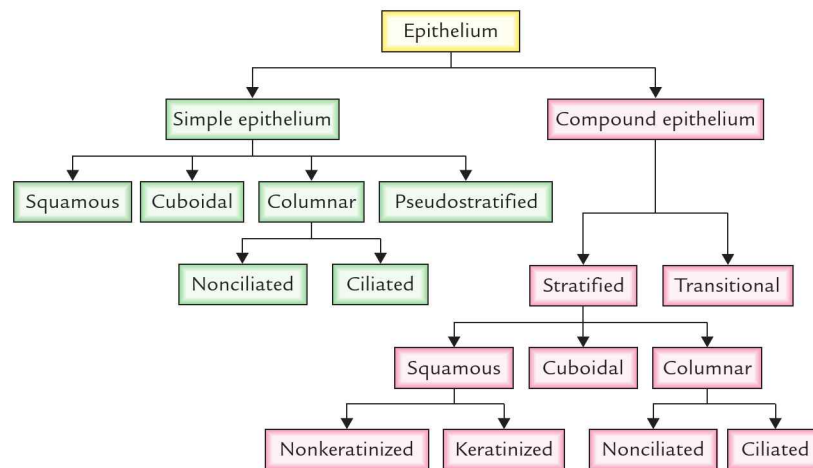 Epithelium
Simple epithelium
Compound epithelium
Squamous
Cuboidal
Columnar
Pseudostratified
Nonciliated
Ciliated
Stratified
Transitional
Squamous
Cuboidal
Columnar
Nonkeratinized
Keratinized
Nonciliated
Ciliated